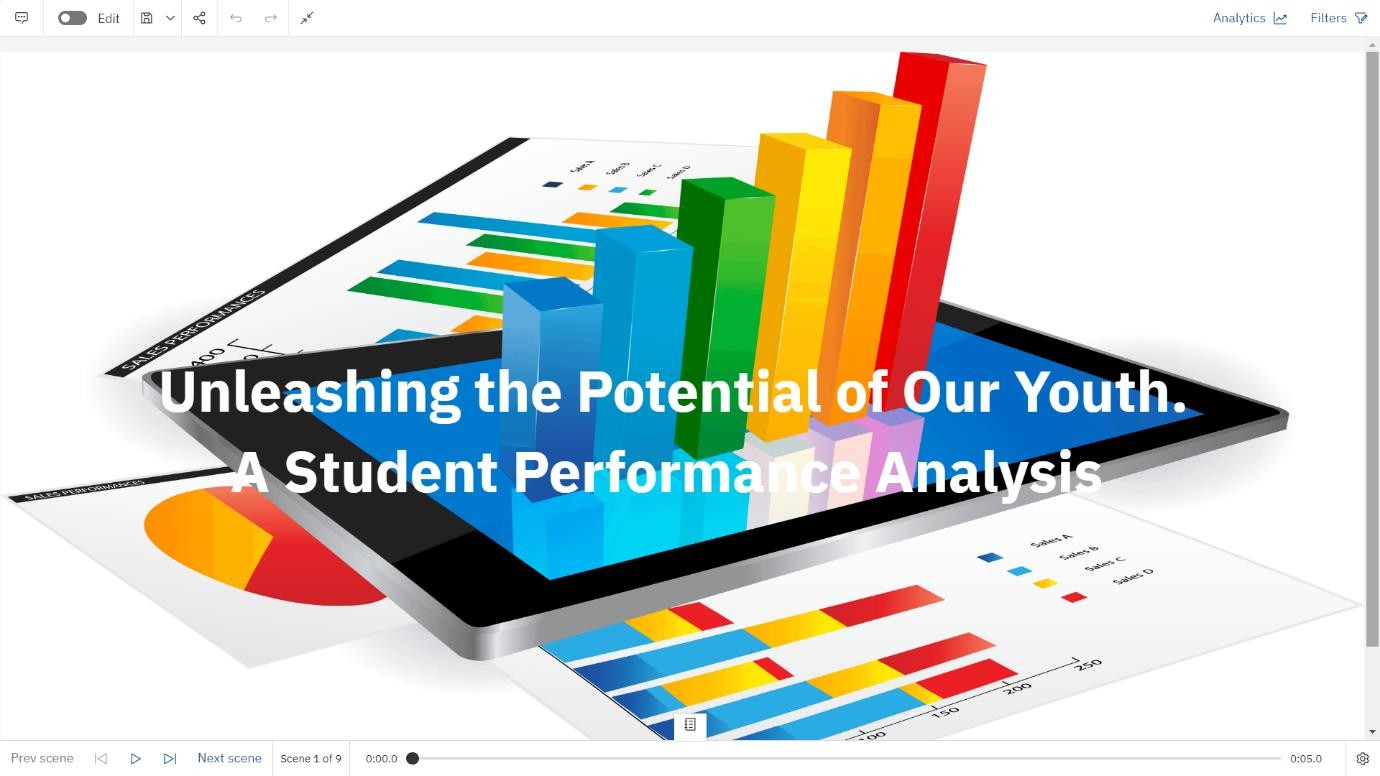 Edit
Analytics
Filters
Sales A
Sales B
Sales C
Sales D
SALES PERFORMANCES
400
Unleashing the Potential of Our Youth.
A Student Performance Analysis
SALES PERFORMANCES
Sales A
Sales B
Sales C
Sales D
250
200
150
100
Prev scene
Next scene
Scene 1 of 9
0:00.0
0:05.0